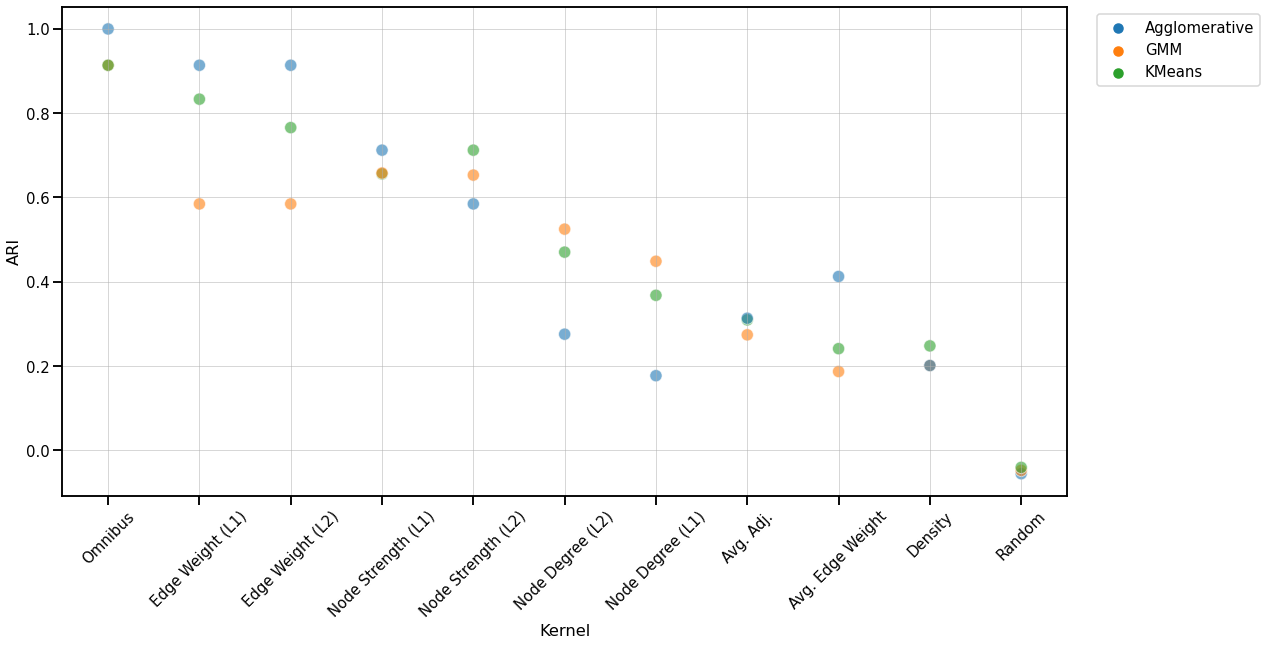 1.0
0.8
0.6
0.4
0.2
0.0
ARI
Omnibus
Edge Weight (L1)
Edge Weight (L2)
Node Strength (L1)
Node Strength (L2)
Node Degree (L2)
Node Degree (L1)
Avg. Adj.
Avg. Edge Weight
Density
Random
Kernel
Agglomerative
GMM
KMeans